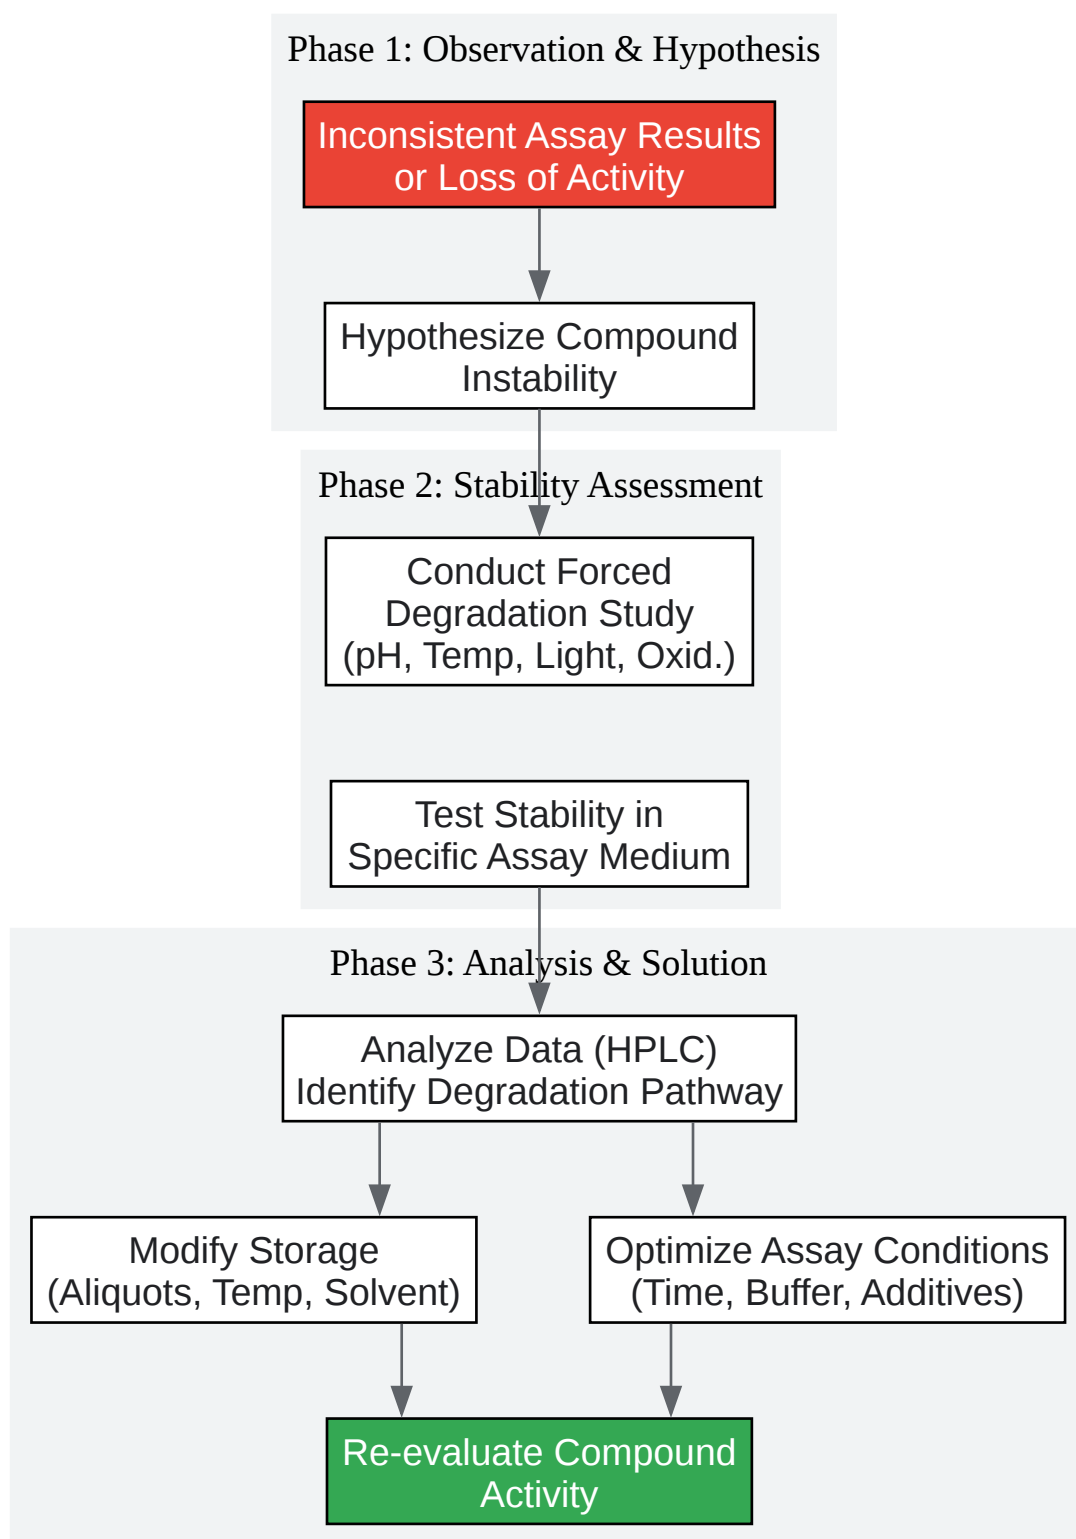 Phase 1: Observation & Hypothesis
Inconsistent Assay Results
or Loss of Activity
Hypothesize Compound
Instability
Phase 2: Stability Assessment
Conduct Forced
Degradation Study
(pH, Temp, Light, Oxid.)
Test Stability in
Specific Assay Medium
Phase 3: Analysis & Solution
Analyze Data (HPLC)
Identify Degradation Pathway
Modify Storage
(Aliquots, Temp, Solvent)
Optimize Assay Conditions
(Time, Buffer, Additives)
Re-evaluate Compound
Activity